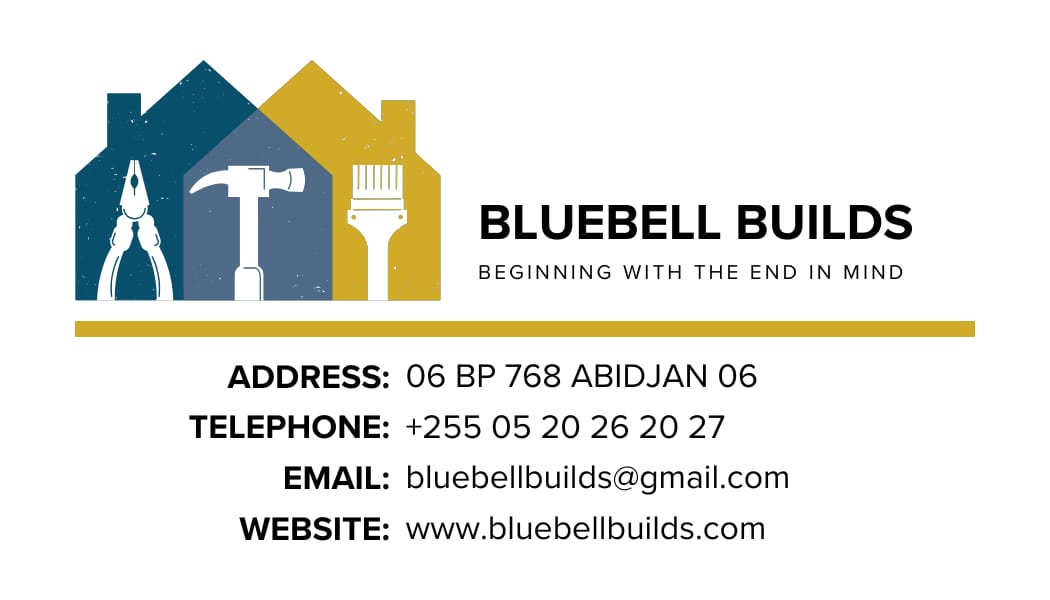 BLUEBELL BUILDS
BEGINNING WITH THE END IN MIND
ADDRESS: 06 BP 768 ABIDJAN 06
TELEPHONE: +255 05 20 26 20 27
EMAIL: bluebellbuilds@gmail.com
WEBSITE: www.bluebellbuilds.com